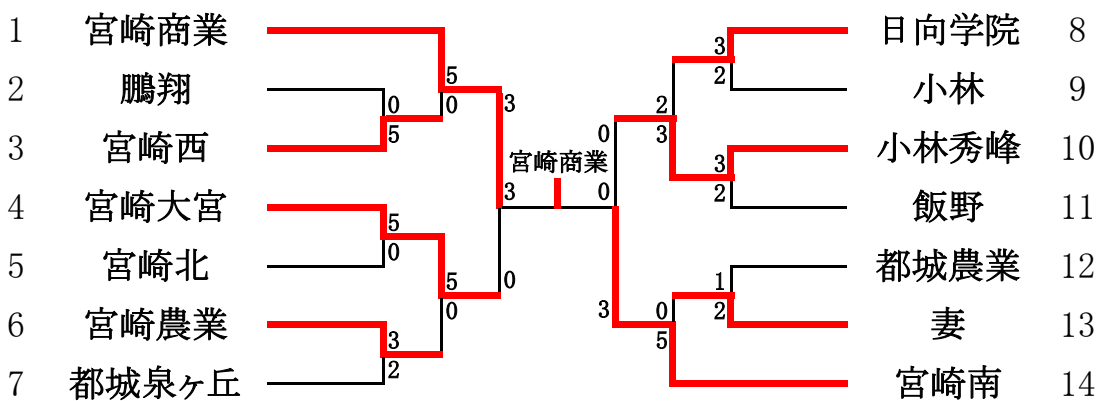 1 宮崎商業
2 鵬翔
3 宮崎西
4 宮崎大宮
5 宮崎北
6 宮崎農業
7 都城泉ヶ丘
5
0
0
5
3
5
0
5
0
3
2
3
0
宮崎商業
0
0
3
3
2
2
3
3
2
1
2
0
5
日向学院 8
小林 9
小林秀峰 10
飯野 11
都城農業 12
妻 13
宮崎南 14